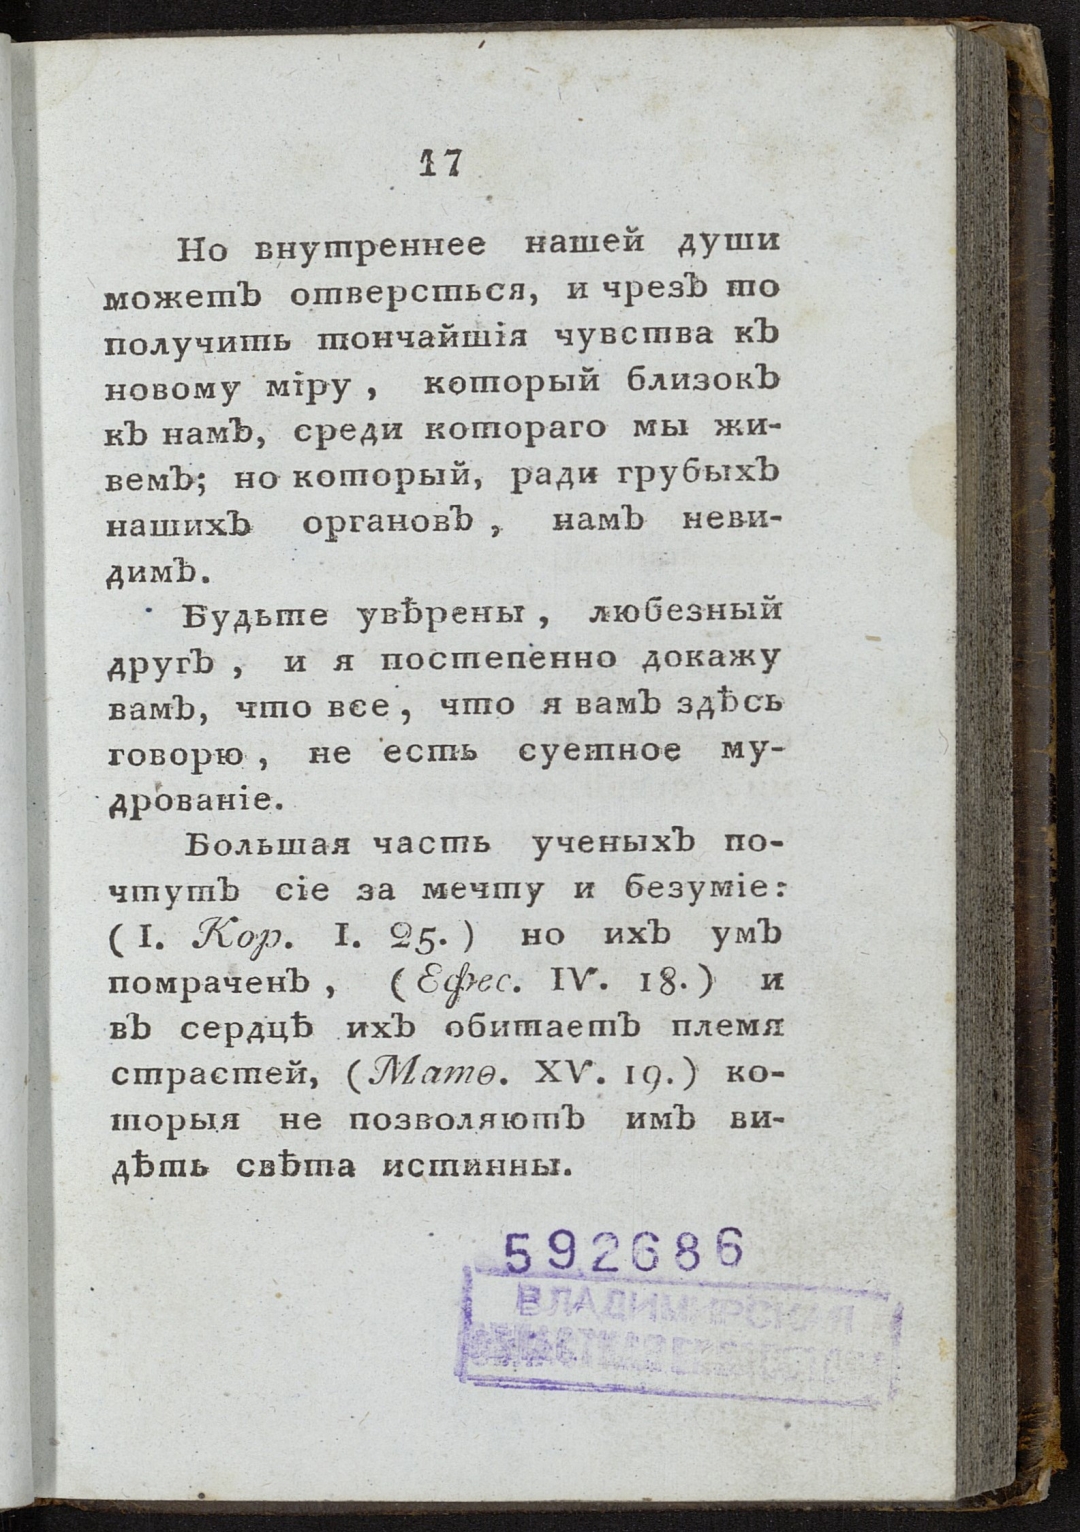 17
Но внутреннее нашей души
можетъ отверсться, и чрезъ то
получить тончайшія чувства къ
новому міру, который близокъ
къ намъ, среди котораго мы жи-
вемъ; но который, ради грубыхъ
нашихъ органовъ, намъ неви-
димъ.
Будьте увѣрены, любезный
другъ, и я постепенно докажу
вамъ, что все, что я вамъ здѣсь
говорю, не есть суетное му-
дрованіе.
Большая часть ученыхъ по-
чтутъ сіе за мечту и безуміе:
(I. Кор. I. 25.) но ихъ умъ
помраченъ, (Ефес. IV. 18.) и
въ сердцѣ ихъ обитаетъ племя
страстей, (Матѳ. XV. 19.) ко-
торыя не позволяютъ имъ ви-
дѣть свѣта истинны.
592686
ВЛАДИМИРСКАЯ